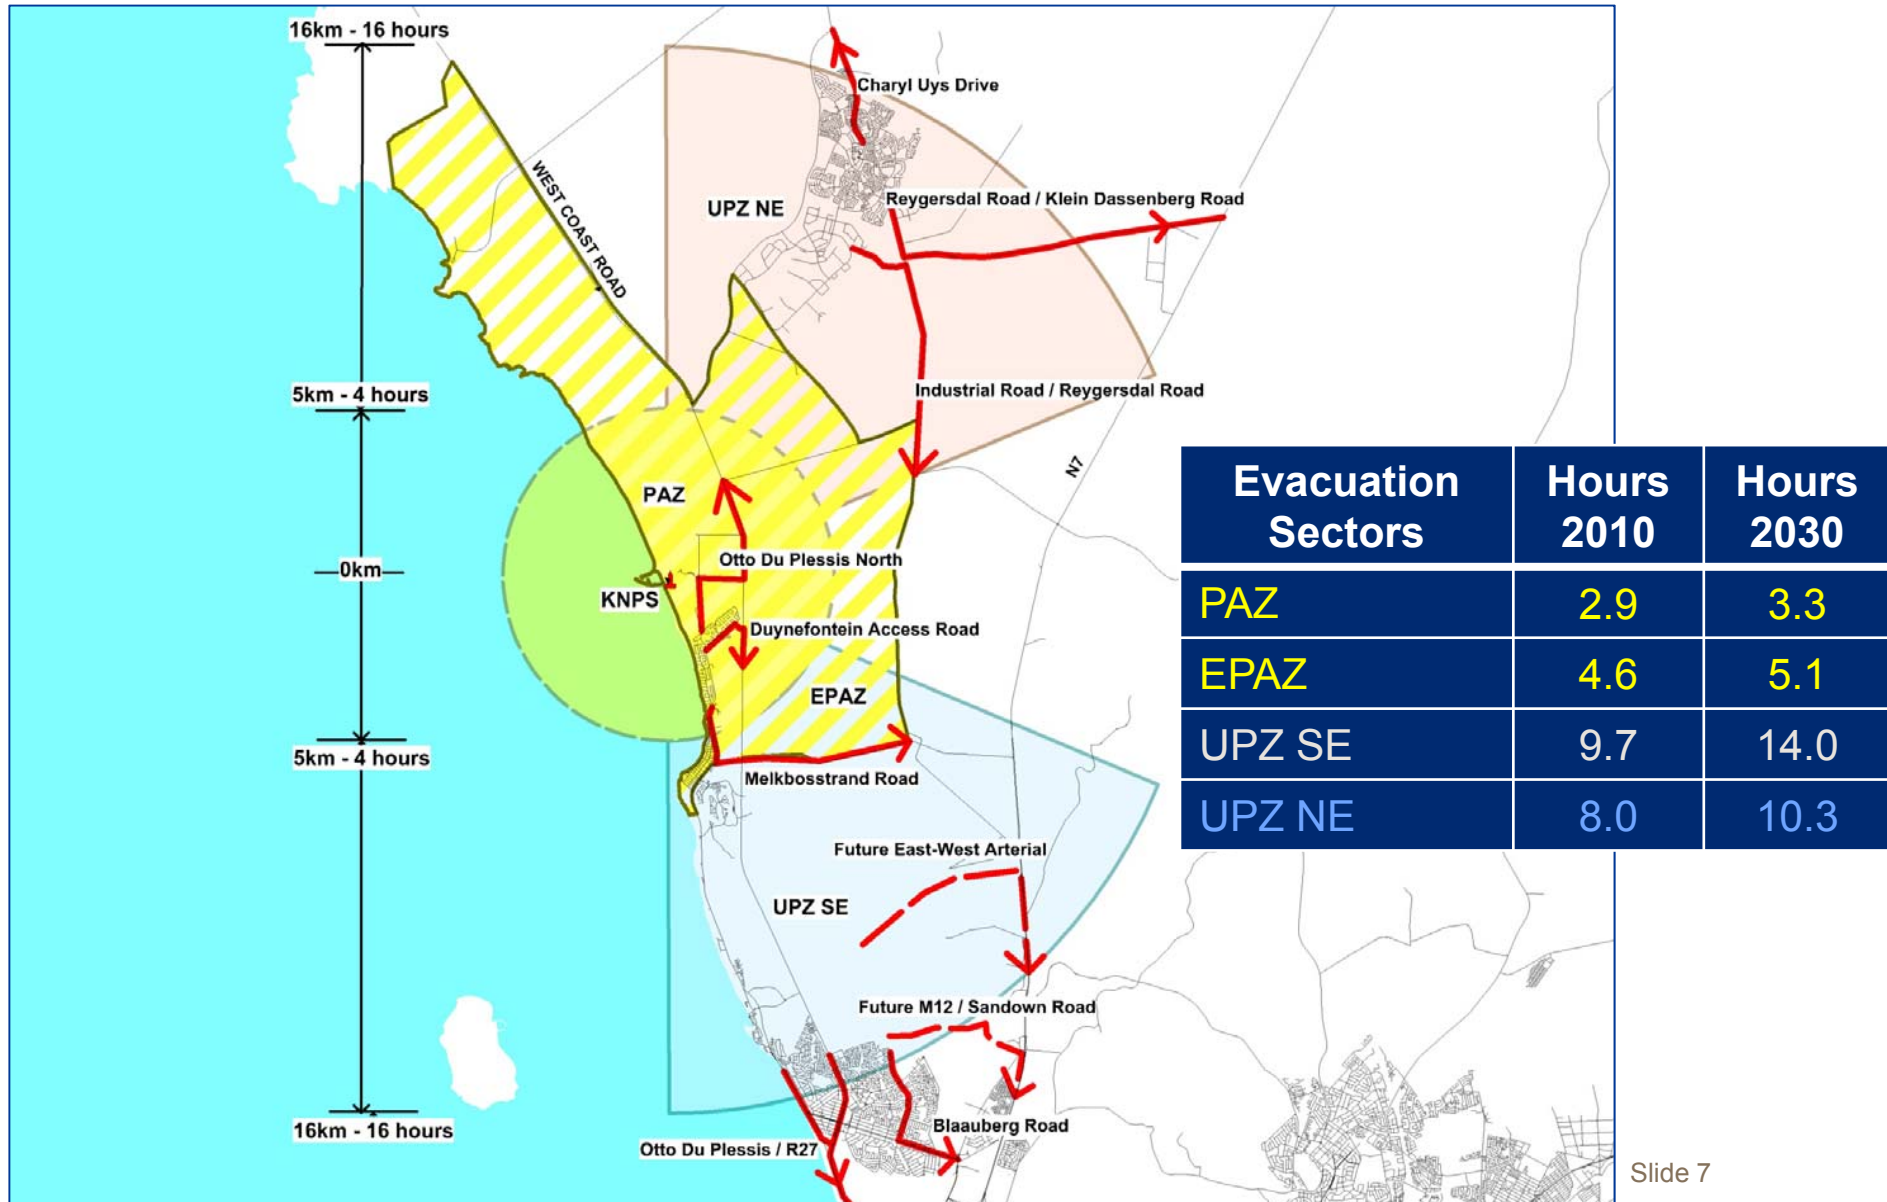 16km - 16 hours
Charyl Uys Drive
WEST COAST ROAD
UPZ NE
Reygersdal Road / Klein Dassenberg Road
5km - 4 hours
Industrial Road / Reygersdal Road
N7
PAZ
Otto Du Plessis North
0km
KNPS
Duynefontein Access Road
EPAZ
5km - 4 hours
Melkbosstrand Road
Future East-West Arterial
UPZ SE
Future M12 / Sandown Road
16km - 16 hours
Blaauberg Road
Otto Du Plessis / R27
Evacuation Sectors Hours 2010 Hours 2030
PAZ 2.9 3.3
EPAZ 4.6 5.1
UPZ SE 9.7 14.0
UPZ NE 8.0 10.3
Slide 7